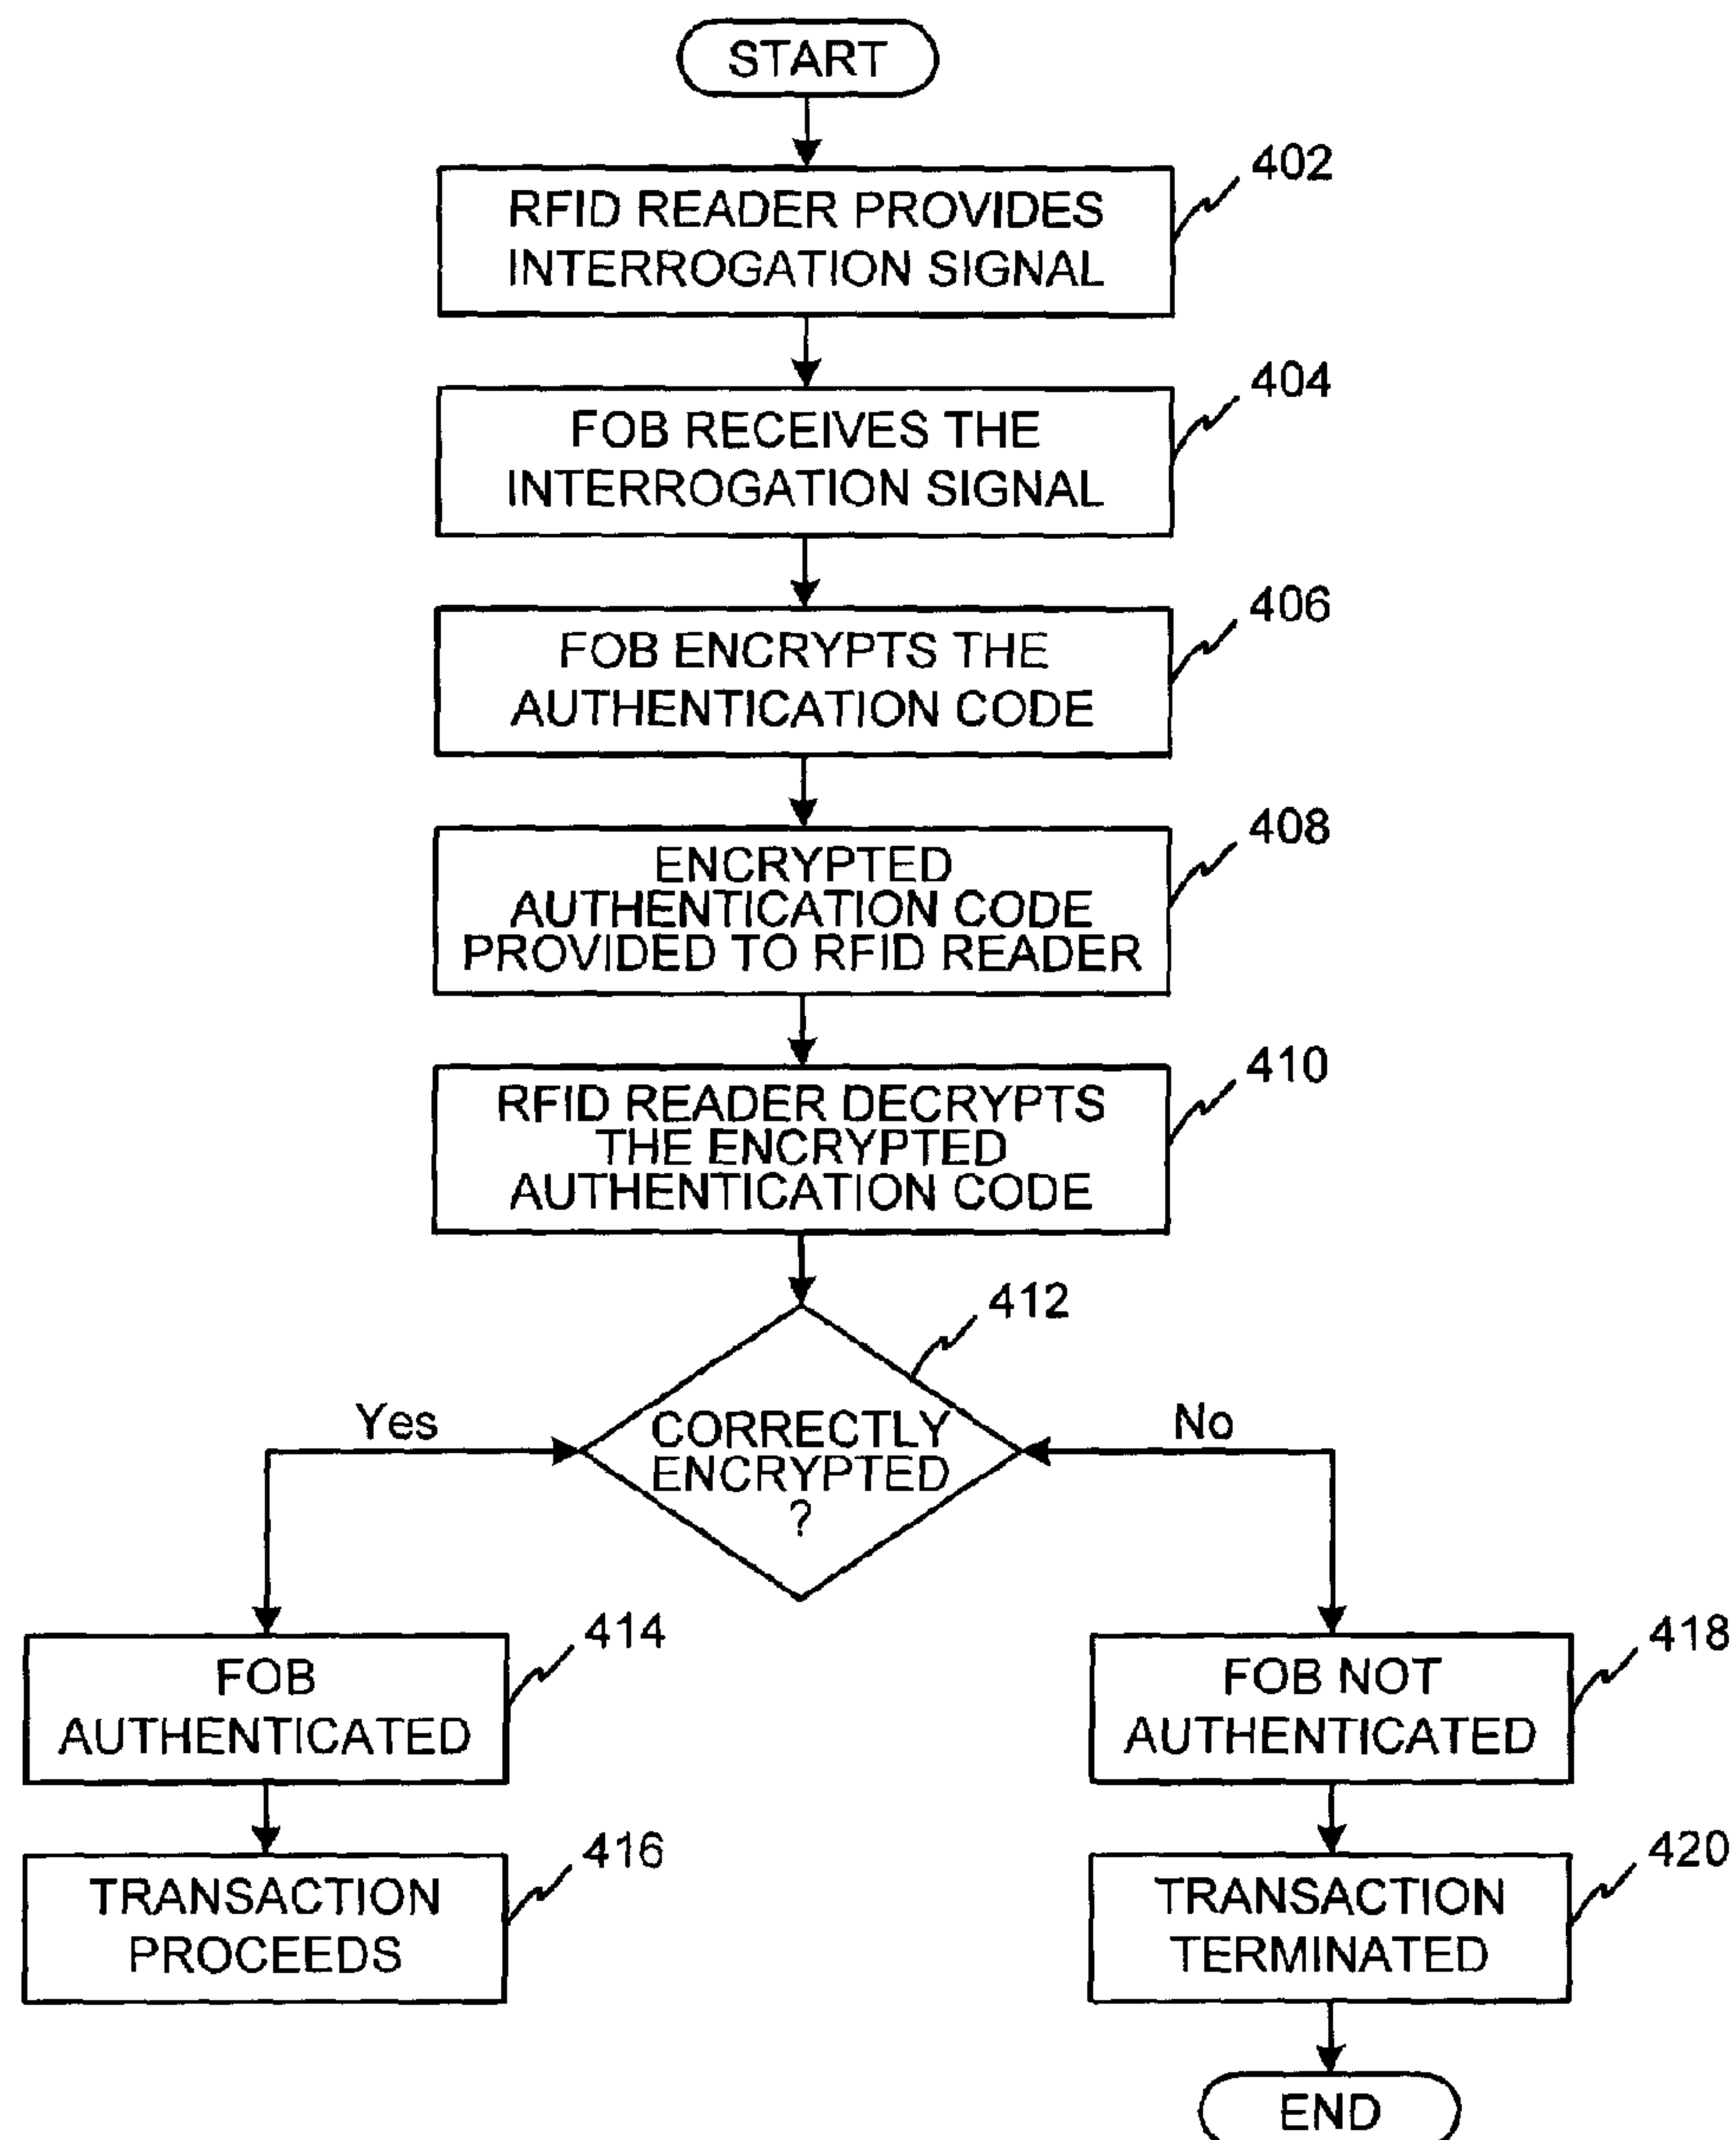 START
402
RFID READER PROVIDES
INTERROGATION SIGNAL
404
FOB RECEIVES THE
INTERROGATION SIGNAL
406
FOB ENCRYPTS THE
AUTHENTICATION CODE
408
ENCRYPTED
AUTHENTICATION CODE
PROVIDED TO RFID READER
410
RFID READER DECRYPTS
THE ENCRYPTED
AUTHENTICATION CODE
412
Yes
CORRECTLY
ENCRYPTED
?
No
414
FOB
AUTHENTICATED
418
FOB NOT
AUTHENTICATED
416
TRANSACTION
PROCEEDS
420
TRANSACTION
TERMINATED
END